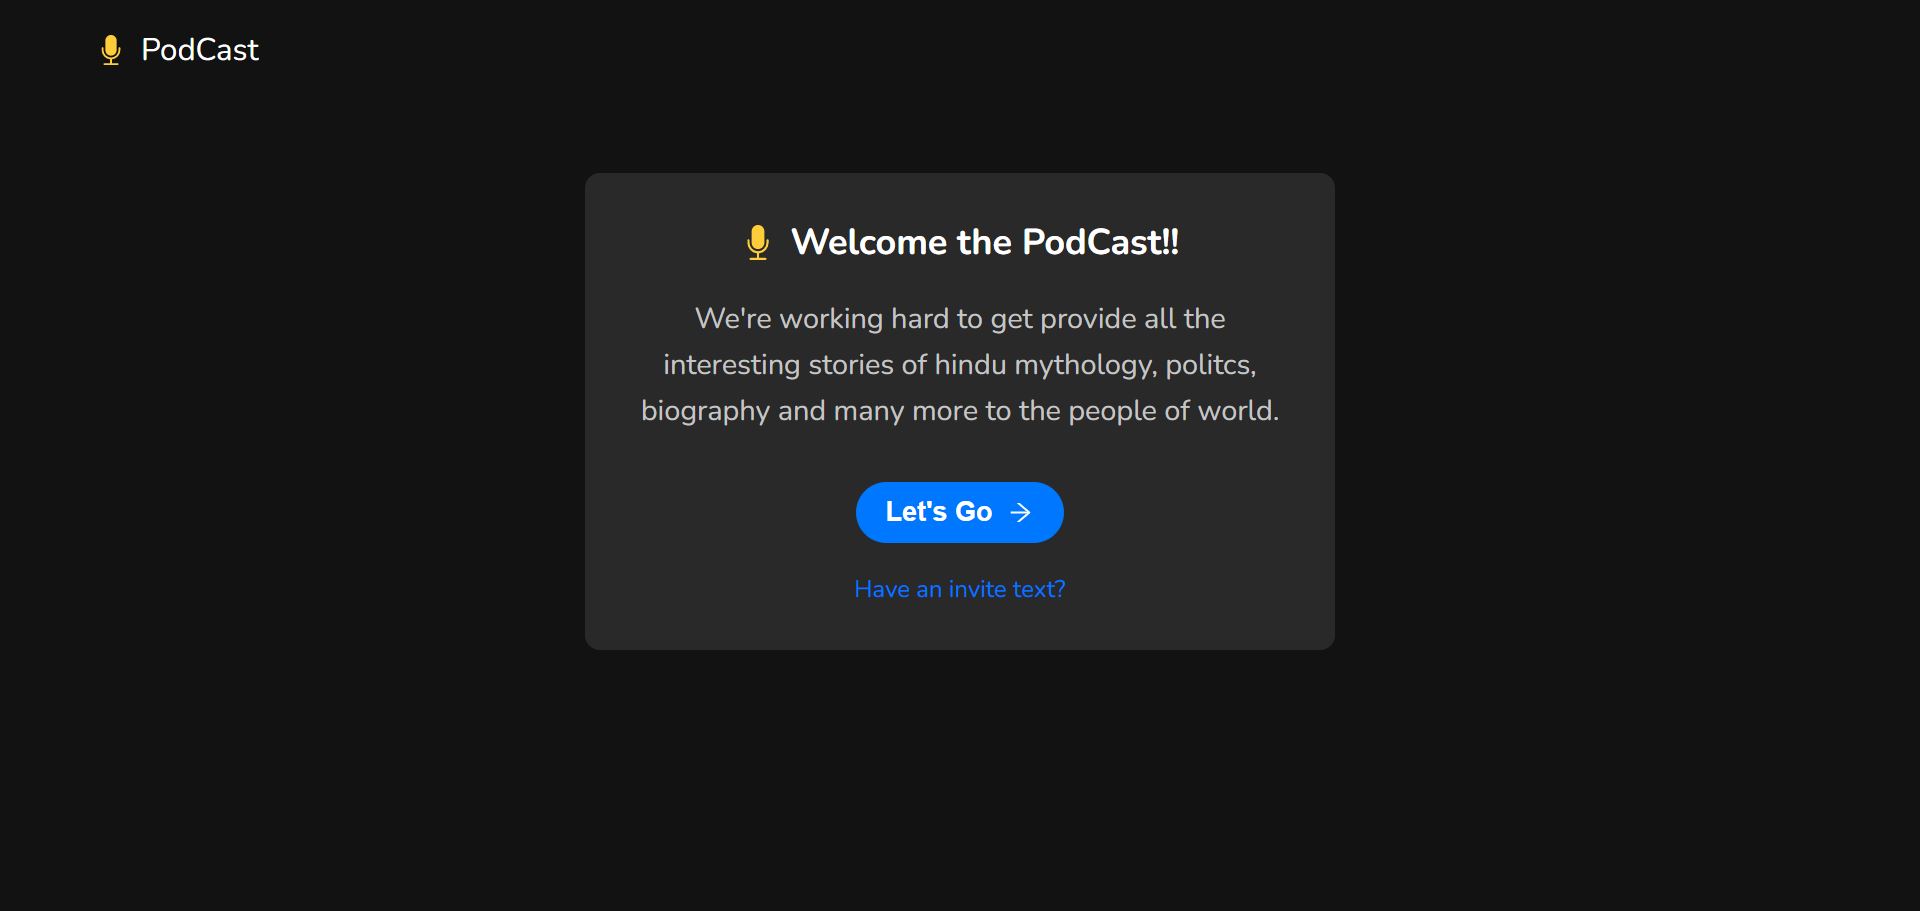 PodCast
Welcome the PodCast!!
We're working hard to get provide all the
interesting stories of hindu mythology, politcs,
biography and many more to the people of world.
Let's Go
Have an invite text?